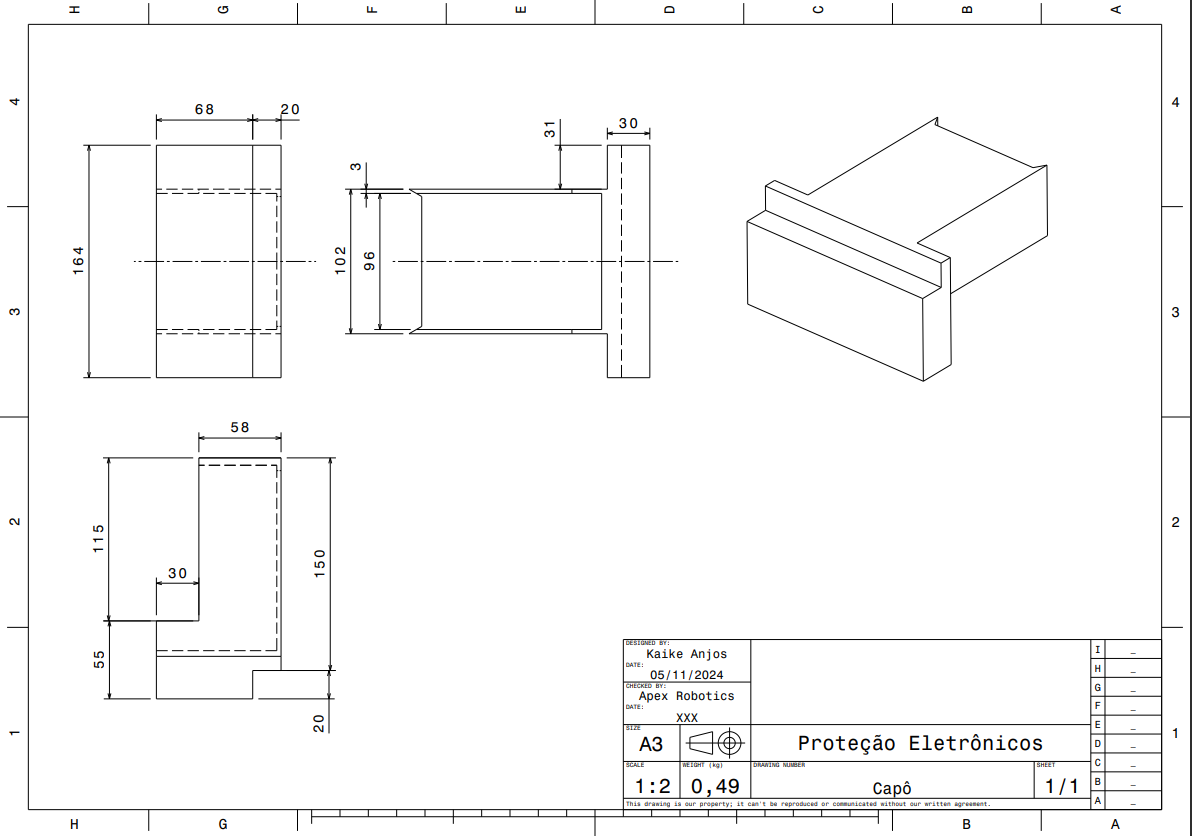 H G F E D C B A
4 4
3 3
2 2
1 1
68 20
164
3
102
96
31
30
58
115
30
150
55
20
DESIGNED BY:
Kaike Anjos
DATE:
05/11/2024
CHECKED BY:
Apex Robotics
DATE:
XXX
SIZE
A3
Proteção Eletrônicos
SCALE
1:2
WEIGHT (kg)
0,49
DRAWING NUMBER
Capô
SHEET
1/1
This drawing is our property; it can't be reproduced or communicated without our written agreement.
I _
H _
G _
F _
E _
D _
C _
B _
A _
H G B A